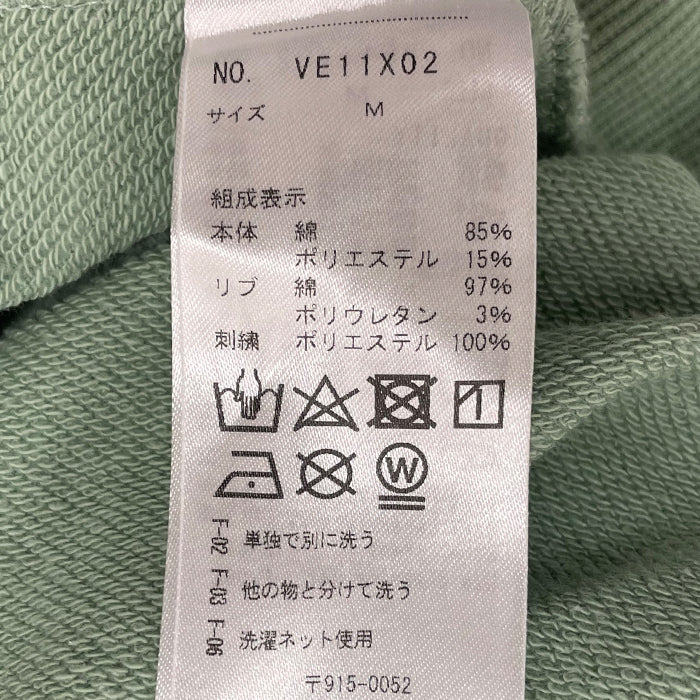 NO. VE11X02
サイズ M
組成表示
本体 綿 85%
ポリエステル 15%
リブ 綿 97%
ポリウレタン 3%
刺繍 ポリエステル 100%
W
F-02 単独で別に洗う
F-03 他の物と分けて洗う
F-06 洗濯ネット使用
〒915-0052